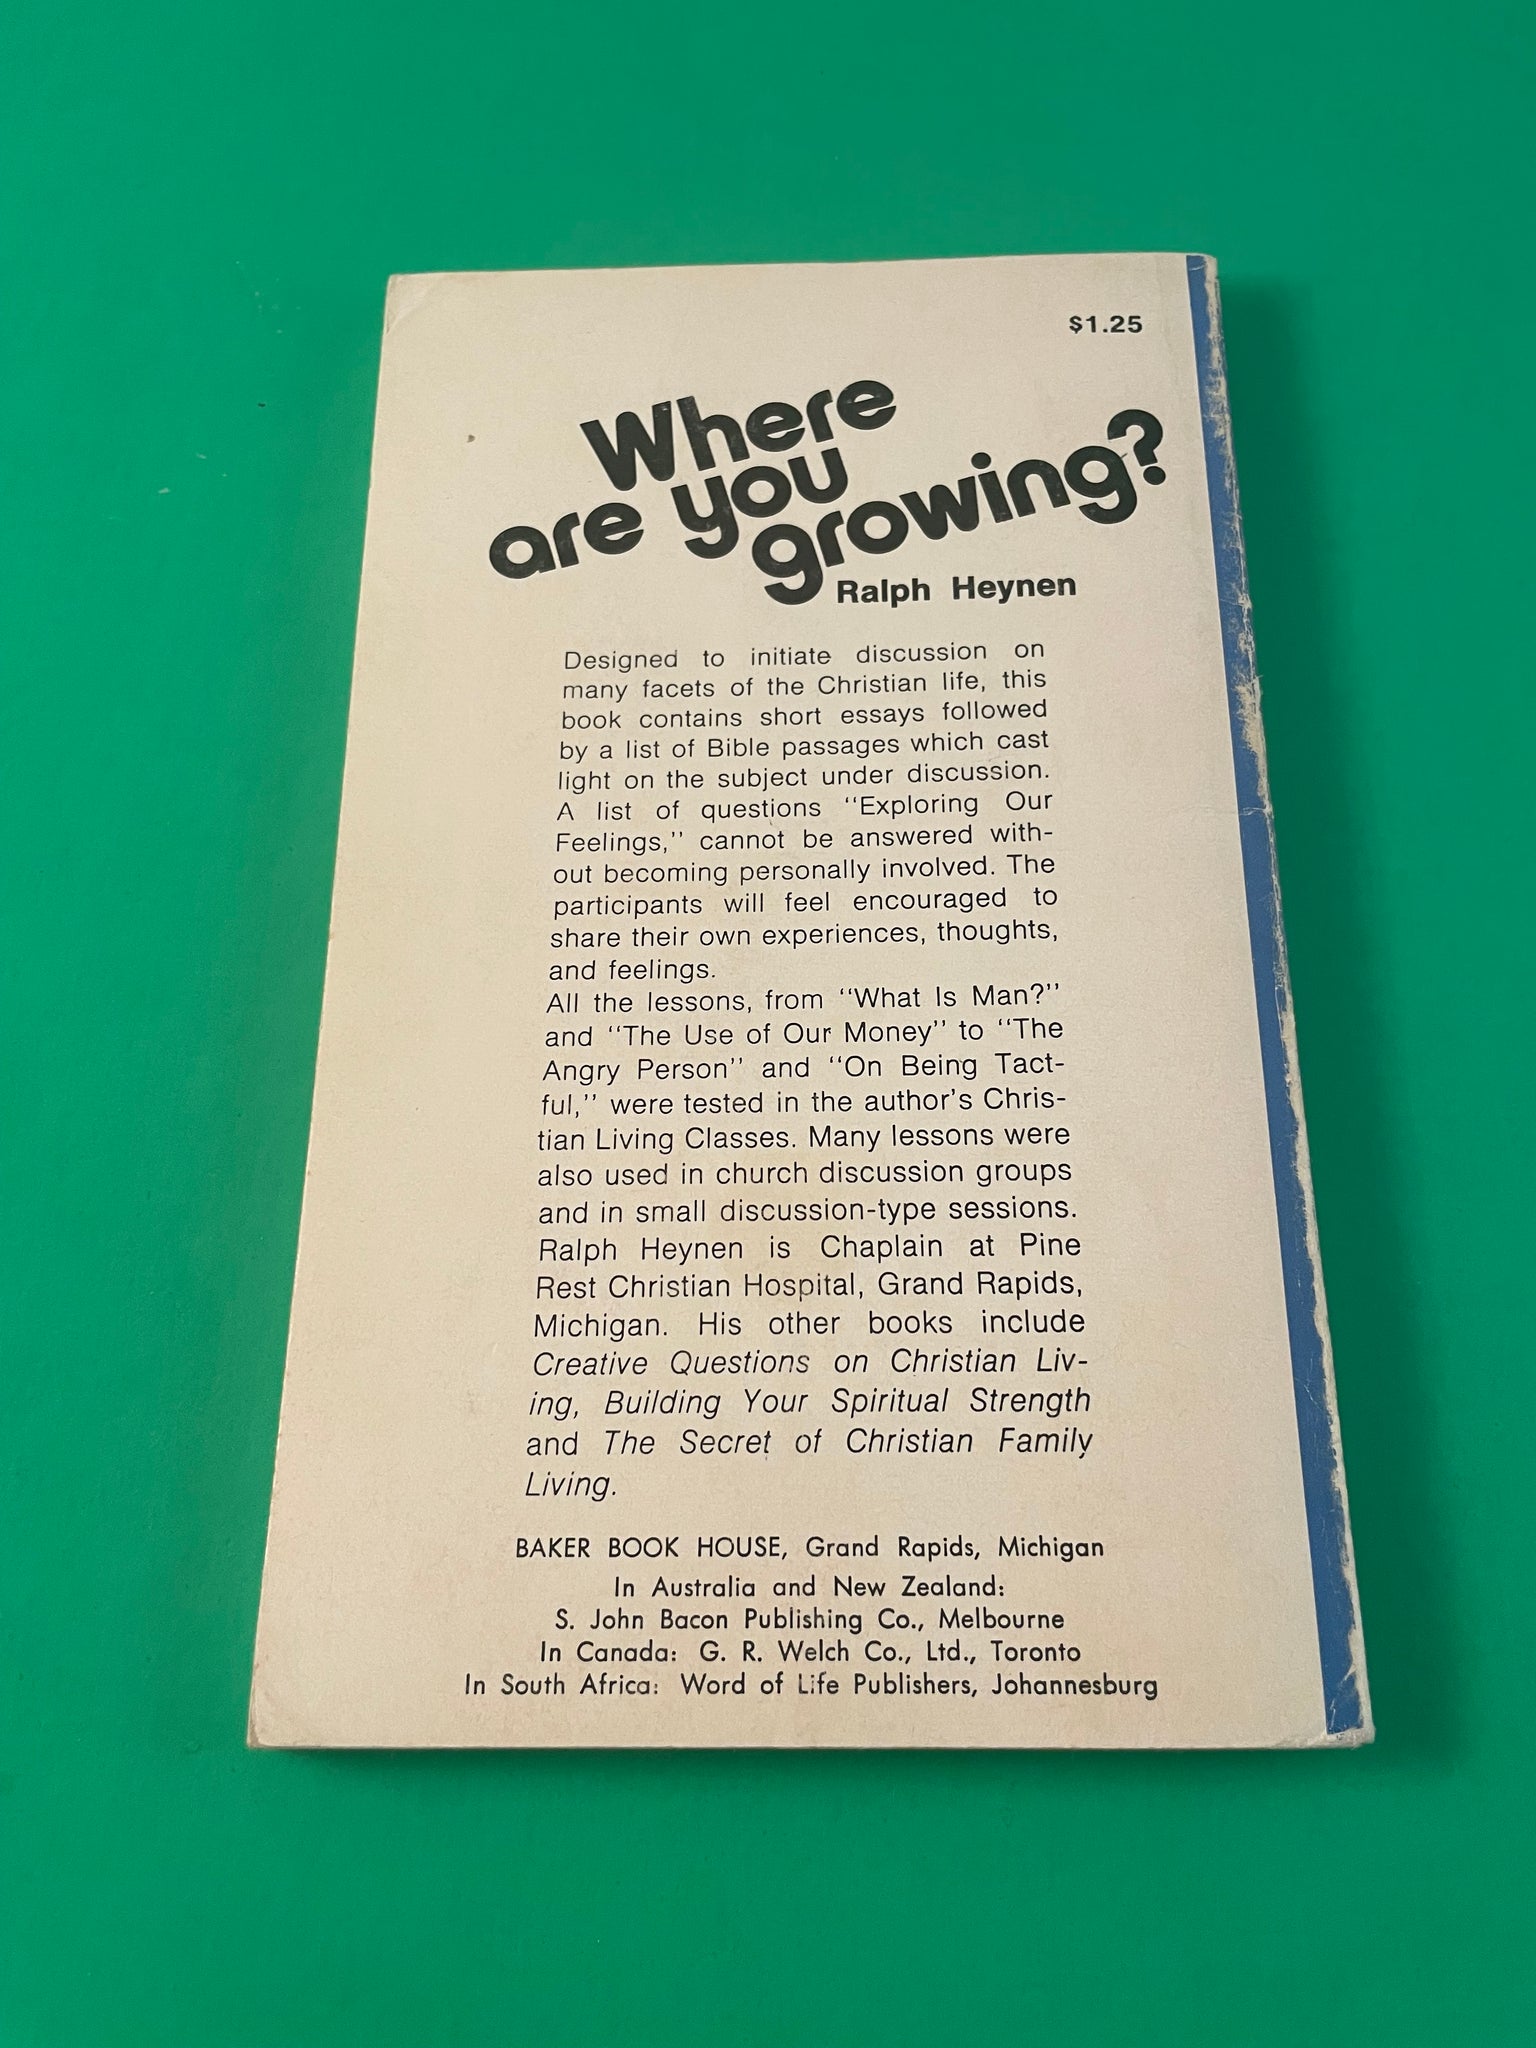 $1.25
Where
are you
growing?
Ralph Heynen
Designed to initiate discussion on
many facets of the Christian life, this
book contains short essays followed
by a list of Bible passages which cast
light on the subject under discussion.
A list of questions "Exploring Our
Feelings," cannot be answered with-
out becoming personally involved. The
participants will feel encouraged to
share their own experiences, thoughts,
and feelings.
All the lessons, from "What Is Man?"
and "The Use of Our Money" to "The
Angry Person" and "On Being Tact-
ful," were tested in the author's Chris-
tian Living Classes. Many lessons were
also used in church discussion groups
and in small discussion-type sessions.
Ralph Heynen is Chaplain at Pine
Rest Christian Hospital, Grand Rapids,
Michigan. His other books include
Creative Questions on Christian Liv-
ing, Building Your Spiritual Strength
and The Secret of Christian Family
Living.
BAKER BOOK HOUSE, Grand Rapids, Michigan
In Australia and New Zealand:
S. John Bacon Publishing Co., Melbourne
In Canada: G. R. Welch Co., Ltd., Toronto
In South Africa: Word of Life Publishers, Johannesburg